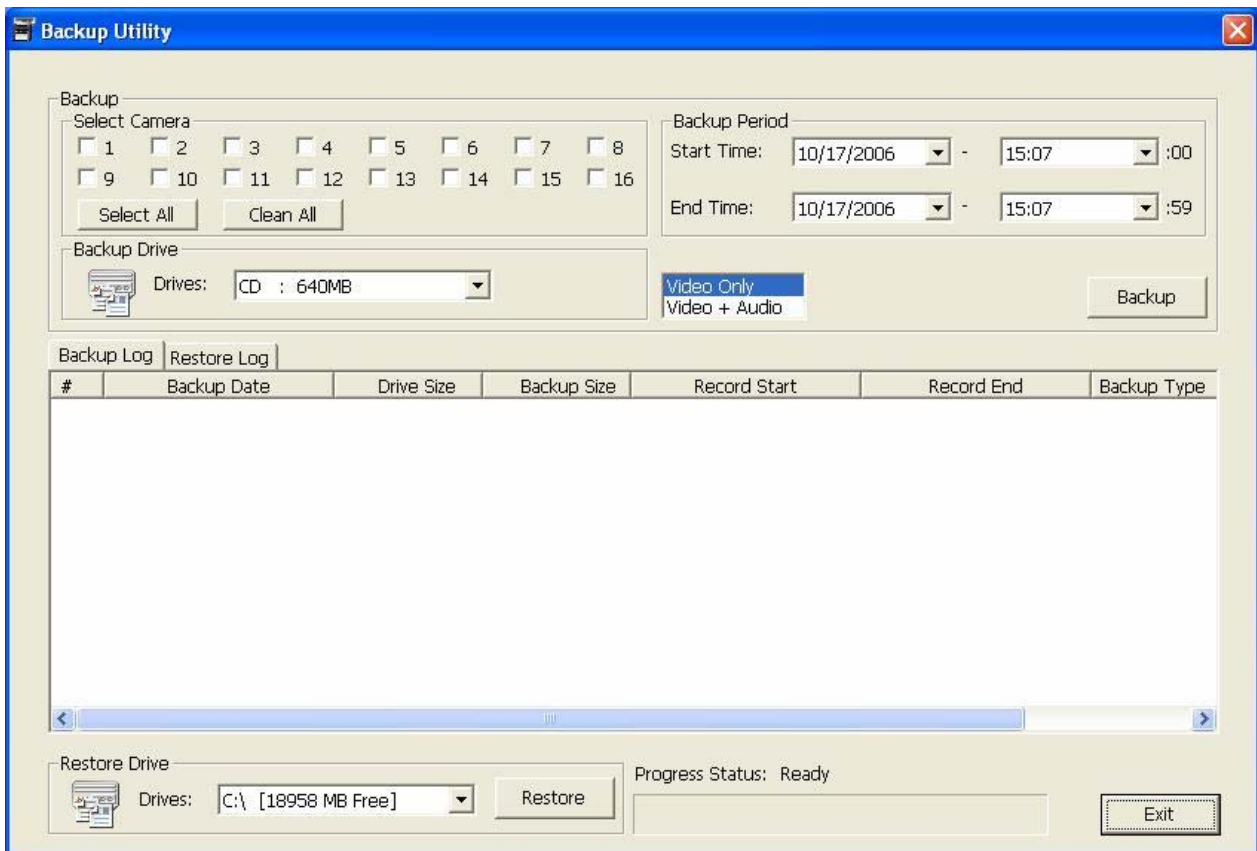 Backup Utility
Backup
Select Camera
1 2 3 4 5 6 7 8
9 10 11 12 13 14 15 16
Select All Clean All
Backup Period
Start Time: 10/17/2006 - 15:07 :00
End Time: 10/17/2006 - 15:07 :59
Backup Drive
Drives: CD : 640MB
Video Only
Video + Audio
Backup
Backup Log Restore Log
# Backup Date Drive Size Backup Size Record Start Record End Backup Type
Restore Drive
Drives: C:\ [18958 MB Free] Restore
Progress Status: Ready
Exit